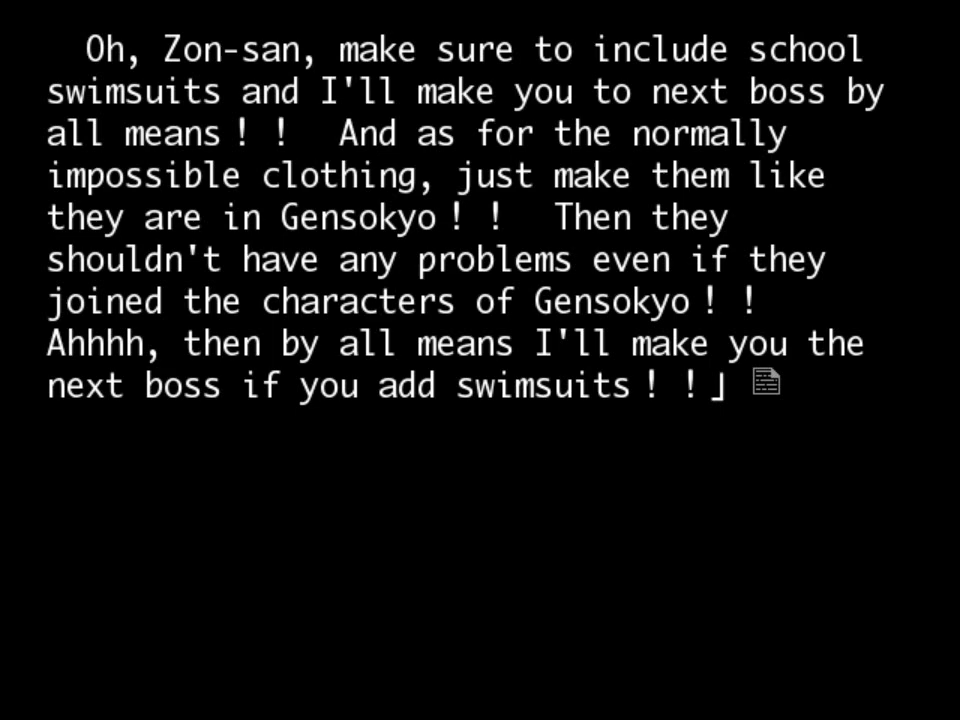 Oh, Zon-san, make sure to include school
swimsuits and I'll make you to next boss by
all means！！　And as for the normally
impossible clothing, just make them like
they are in Gensokyo！！　Then they
shouldn't have any problems even if they
joined the characters of Gensokyo！！
Ahhhh, then by all means I'll make you the
next boss if you add swimsuits！！」